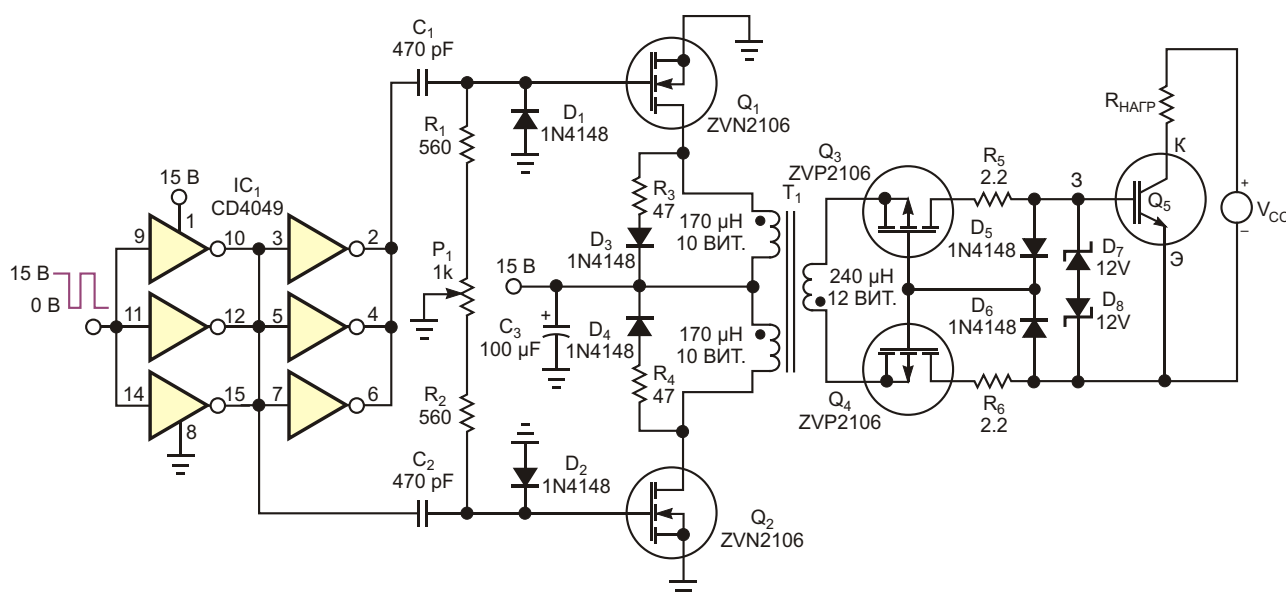 C1
470 pF
R1
560
D1
1N4148
Q1
ZVN2106
15 В
IC1
CD4049
1
9
10
3
2
11
12
5
4
14
15
7
6
8
15 В
0 В
P1
1k
R2
560
C2
470 pF
D2
1N4148
Q2
ZVN2106
R3
47
D3
1N4148
15 В
+
C3
100 μF
D4
1N4148
R4
47
170 μH
10 ВИТ.
170 μH
10 ВИТ.
T1
240 μH
12 ВИТ.
Q3
ZVP2106
Q4
ZVP2106
R5
2.2
R6
2.2
D5
1N4148
D6
1N4148
D7
12V
D8
12V
RНАГР
К
З
Q5
Э
+
VCC
–